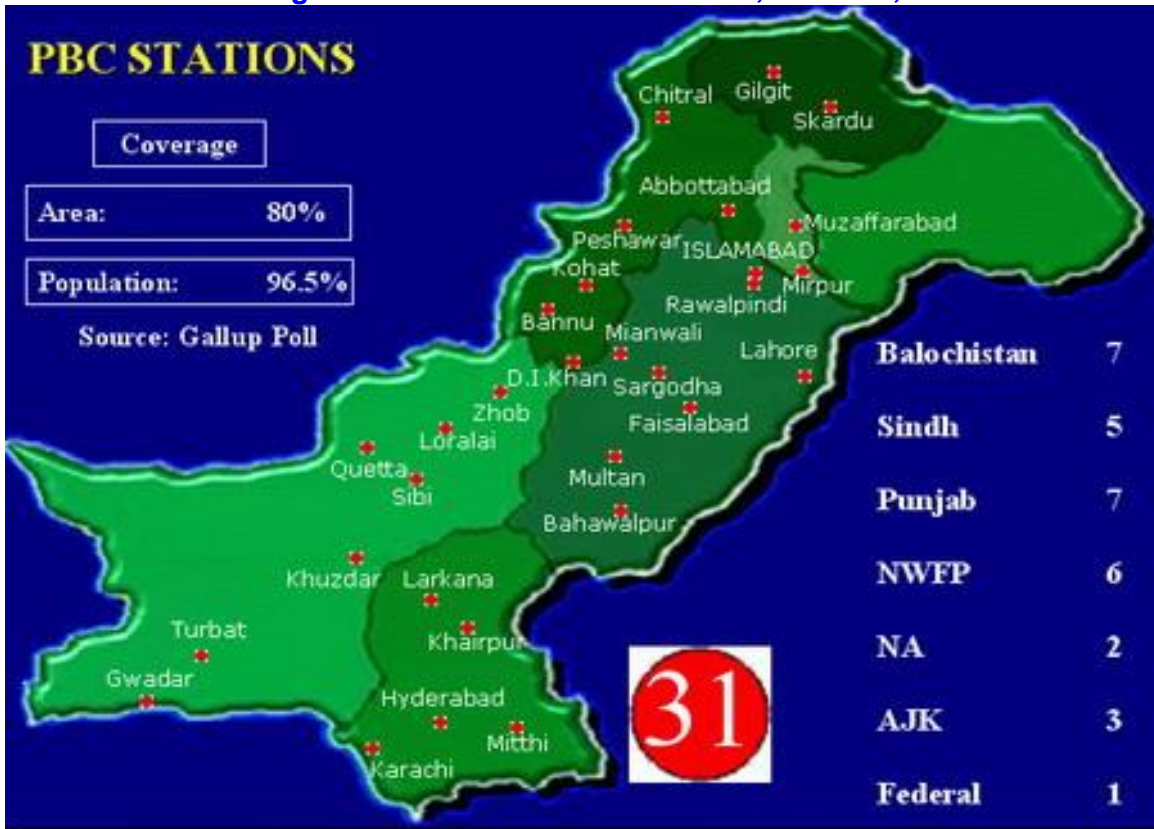 PBC STATIONS
Coverage
Area: 80%
Population: 96.5%
Source: Gallup Poll
Chitral
Gilgit
Skardu
Abbottabad
Muzaffarabad
Peshawar
ISLAMABAD
Kohat
Mirpur
Rawalpindi
Bannu
Mianwali
Lahore
D.I.Khan
Sargodha
Zhob
Faisalabad
Loralai
Quetta
Multan
Sibi
Bahawalpur
Khuzdar
Larkana
Khairpur
Turbat
Gwadar
Hyderabad
Mitthi
Karachi
Balochistan 7
Sindh 5
Punjab 7
NWFP 6
NA 2
AJK 3
Federal 1
31